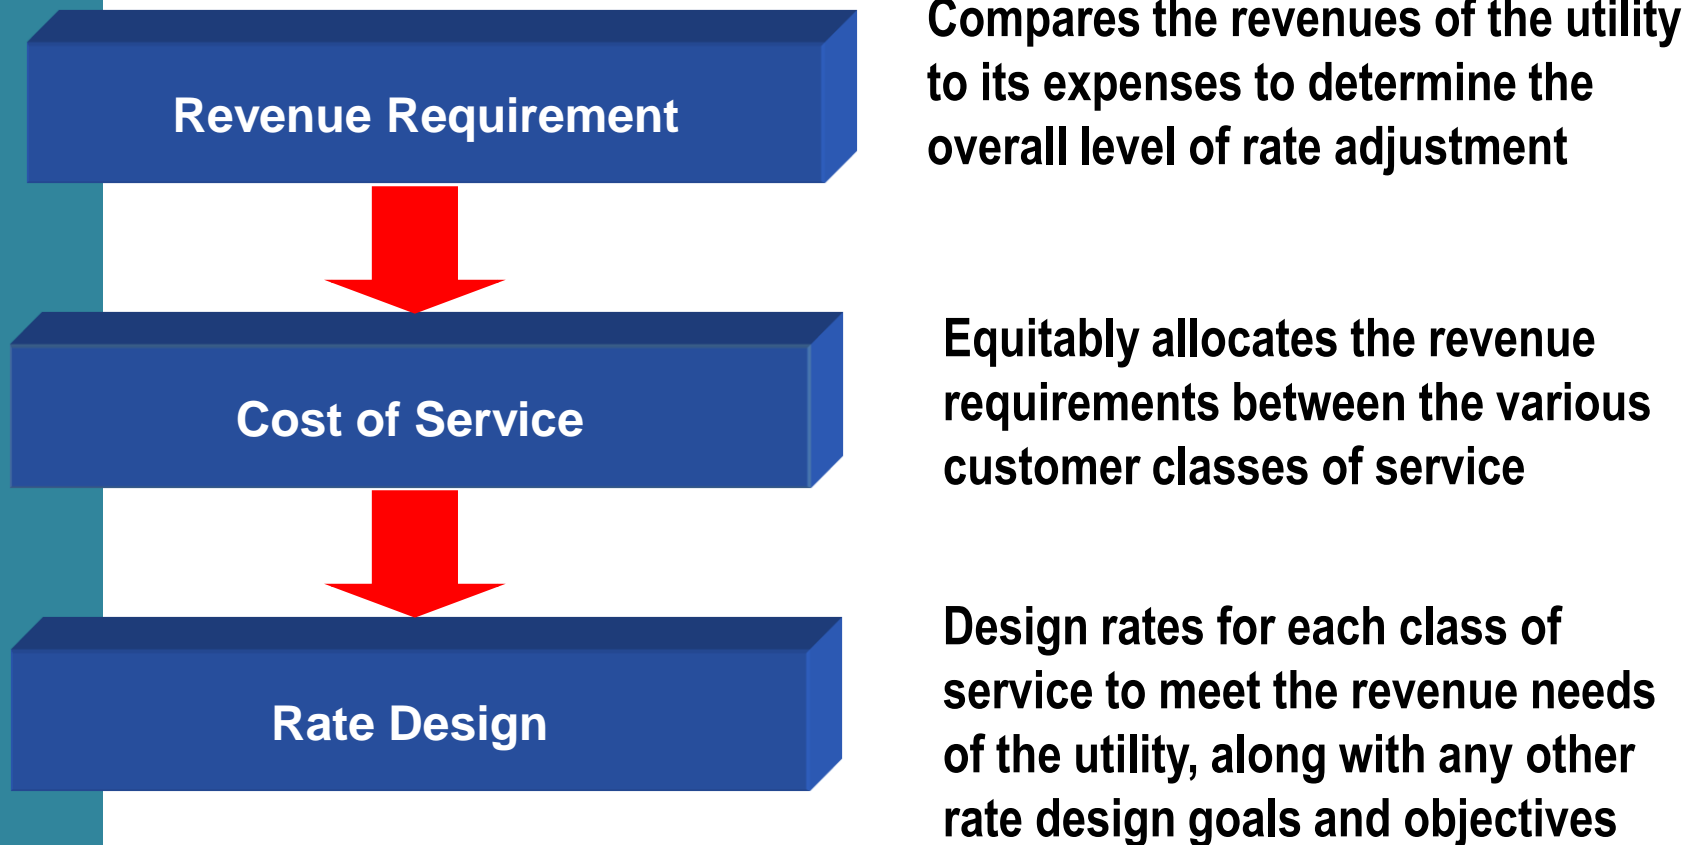 Revenue Requirement
Compares the revenues of the utility
to its expenses to determine the
overall level of rate adjustment
Cost of Service
Equitably allocates the revenue
requirements between the various
customer classes of service
Rate Design
Design rates for each class of
service to meet the revenue needs
of the utility, along with any other
rate design goals and objectives